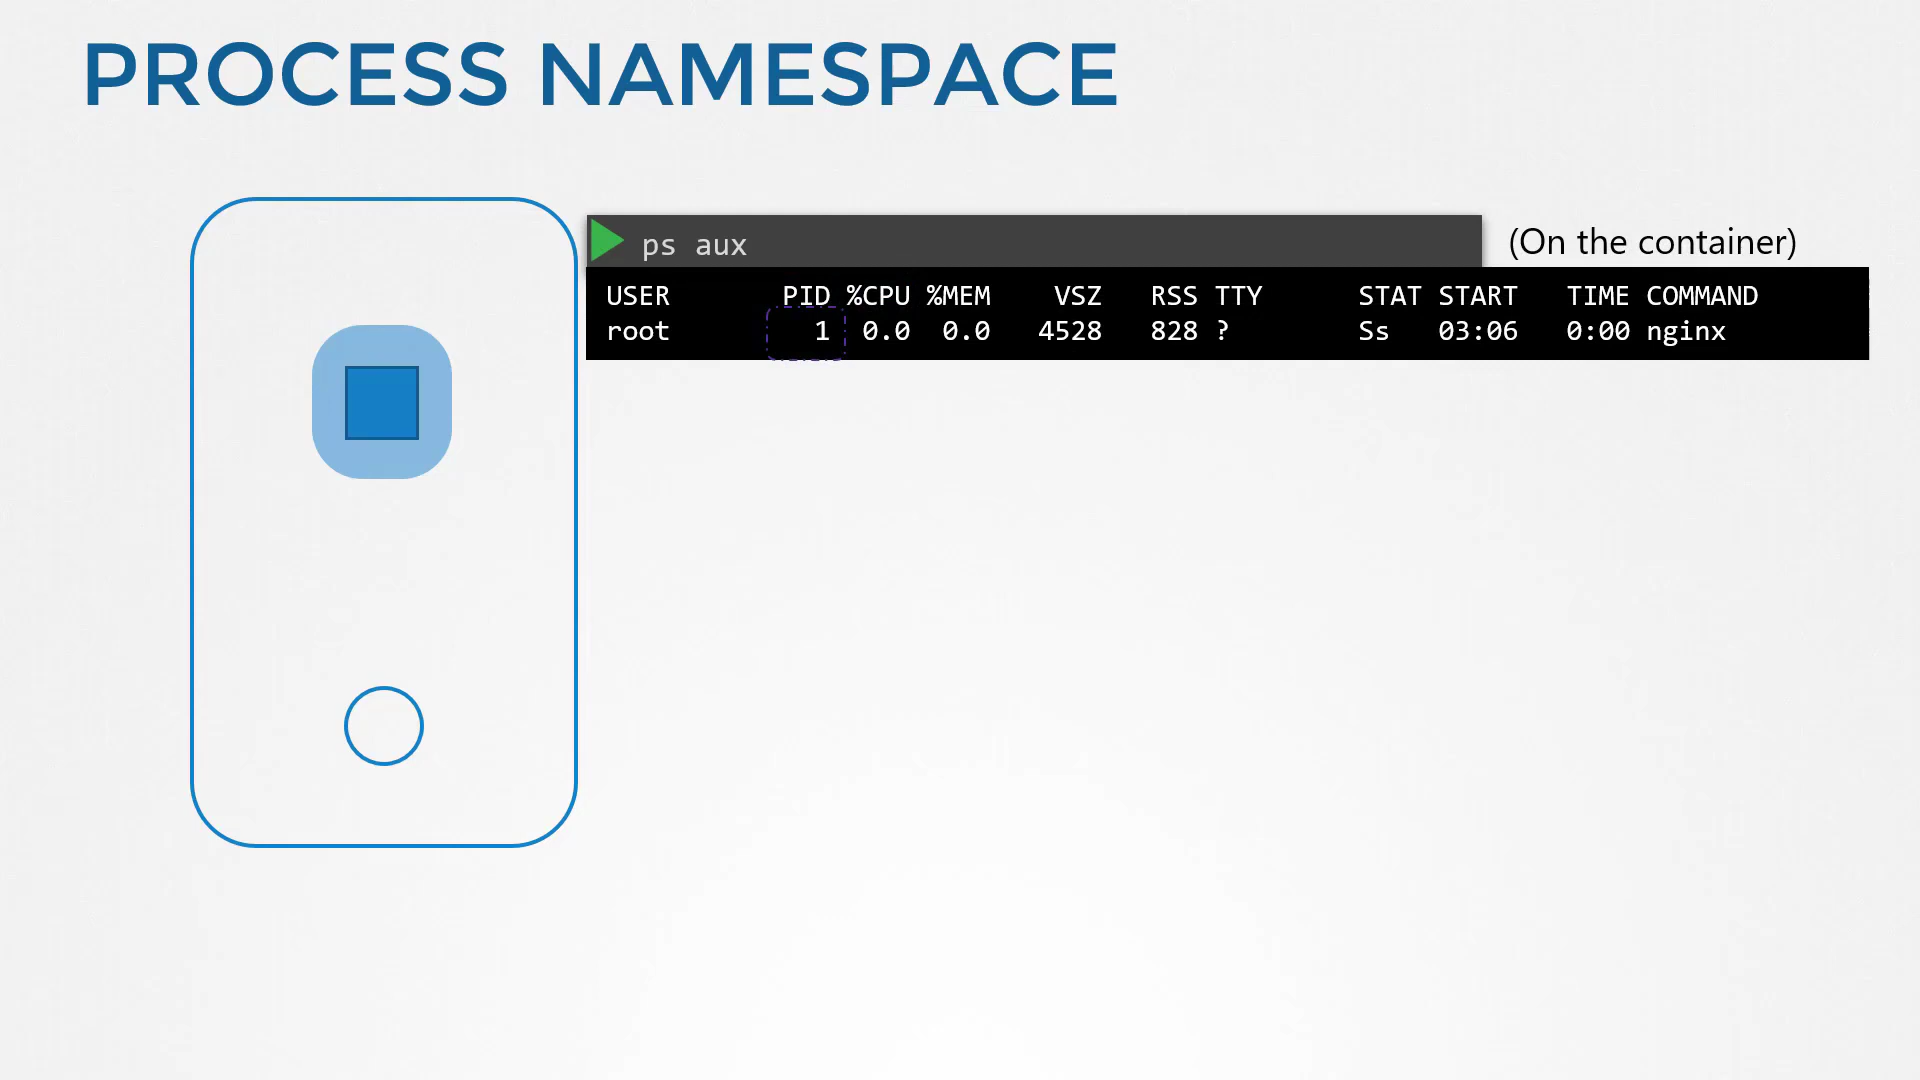 PROCESS NAMESPACE
ps aux
(On the container)
USER PID %CPU %MEM VSZ RSS TTY STAT START TIME COMMAND
root 1 0.0 0.0 4528 828 ? Ss 03:06 0:00 nginx